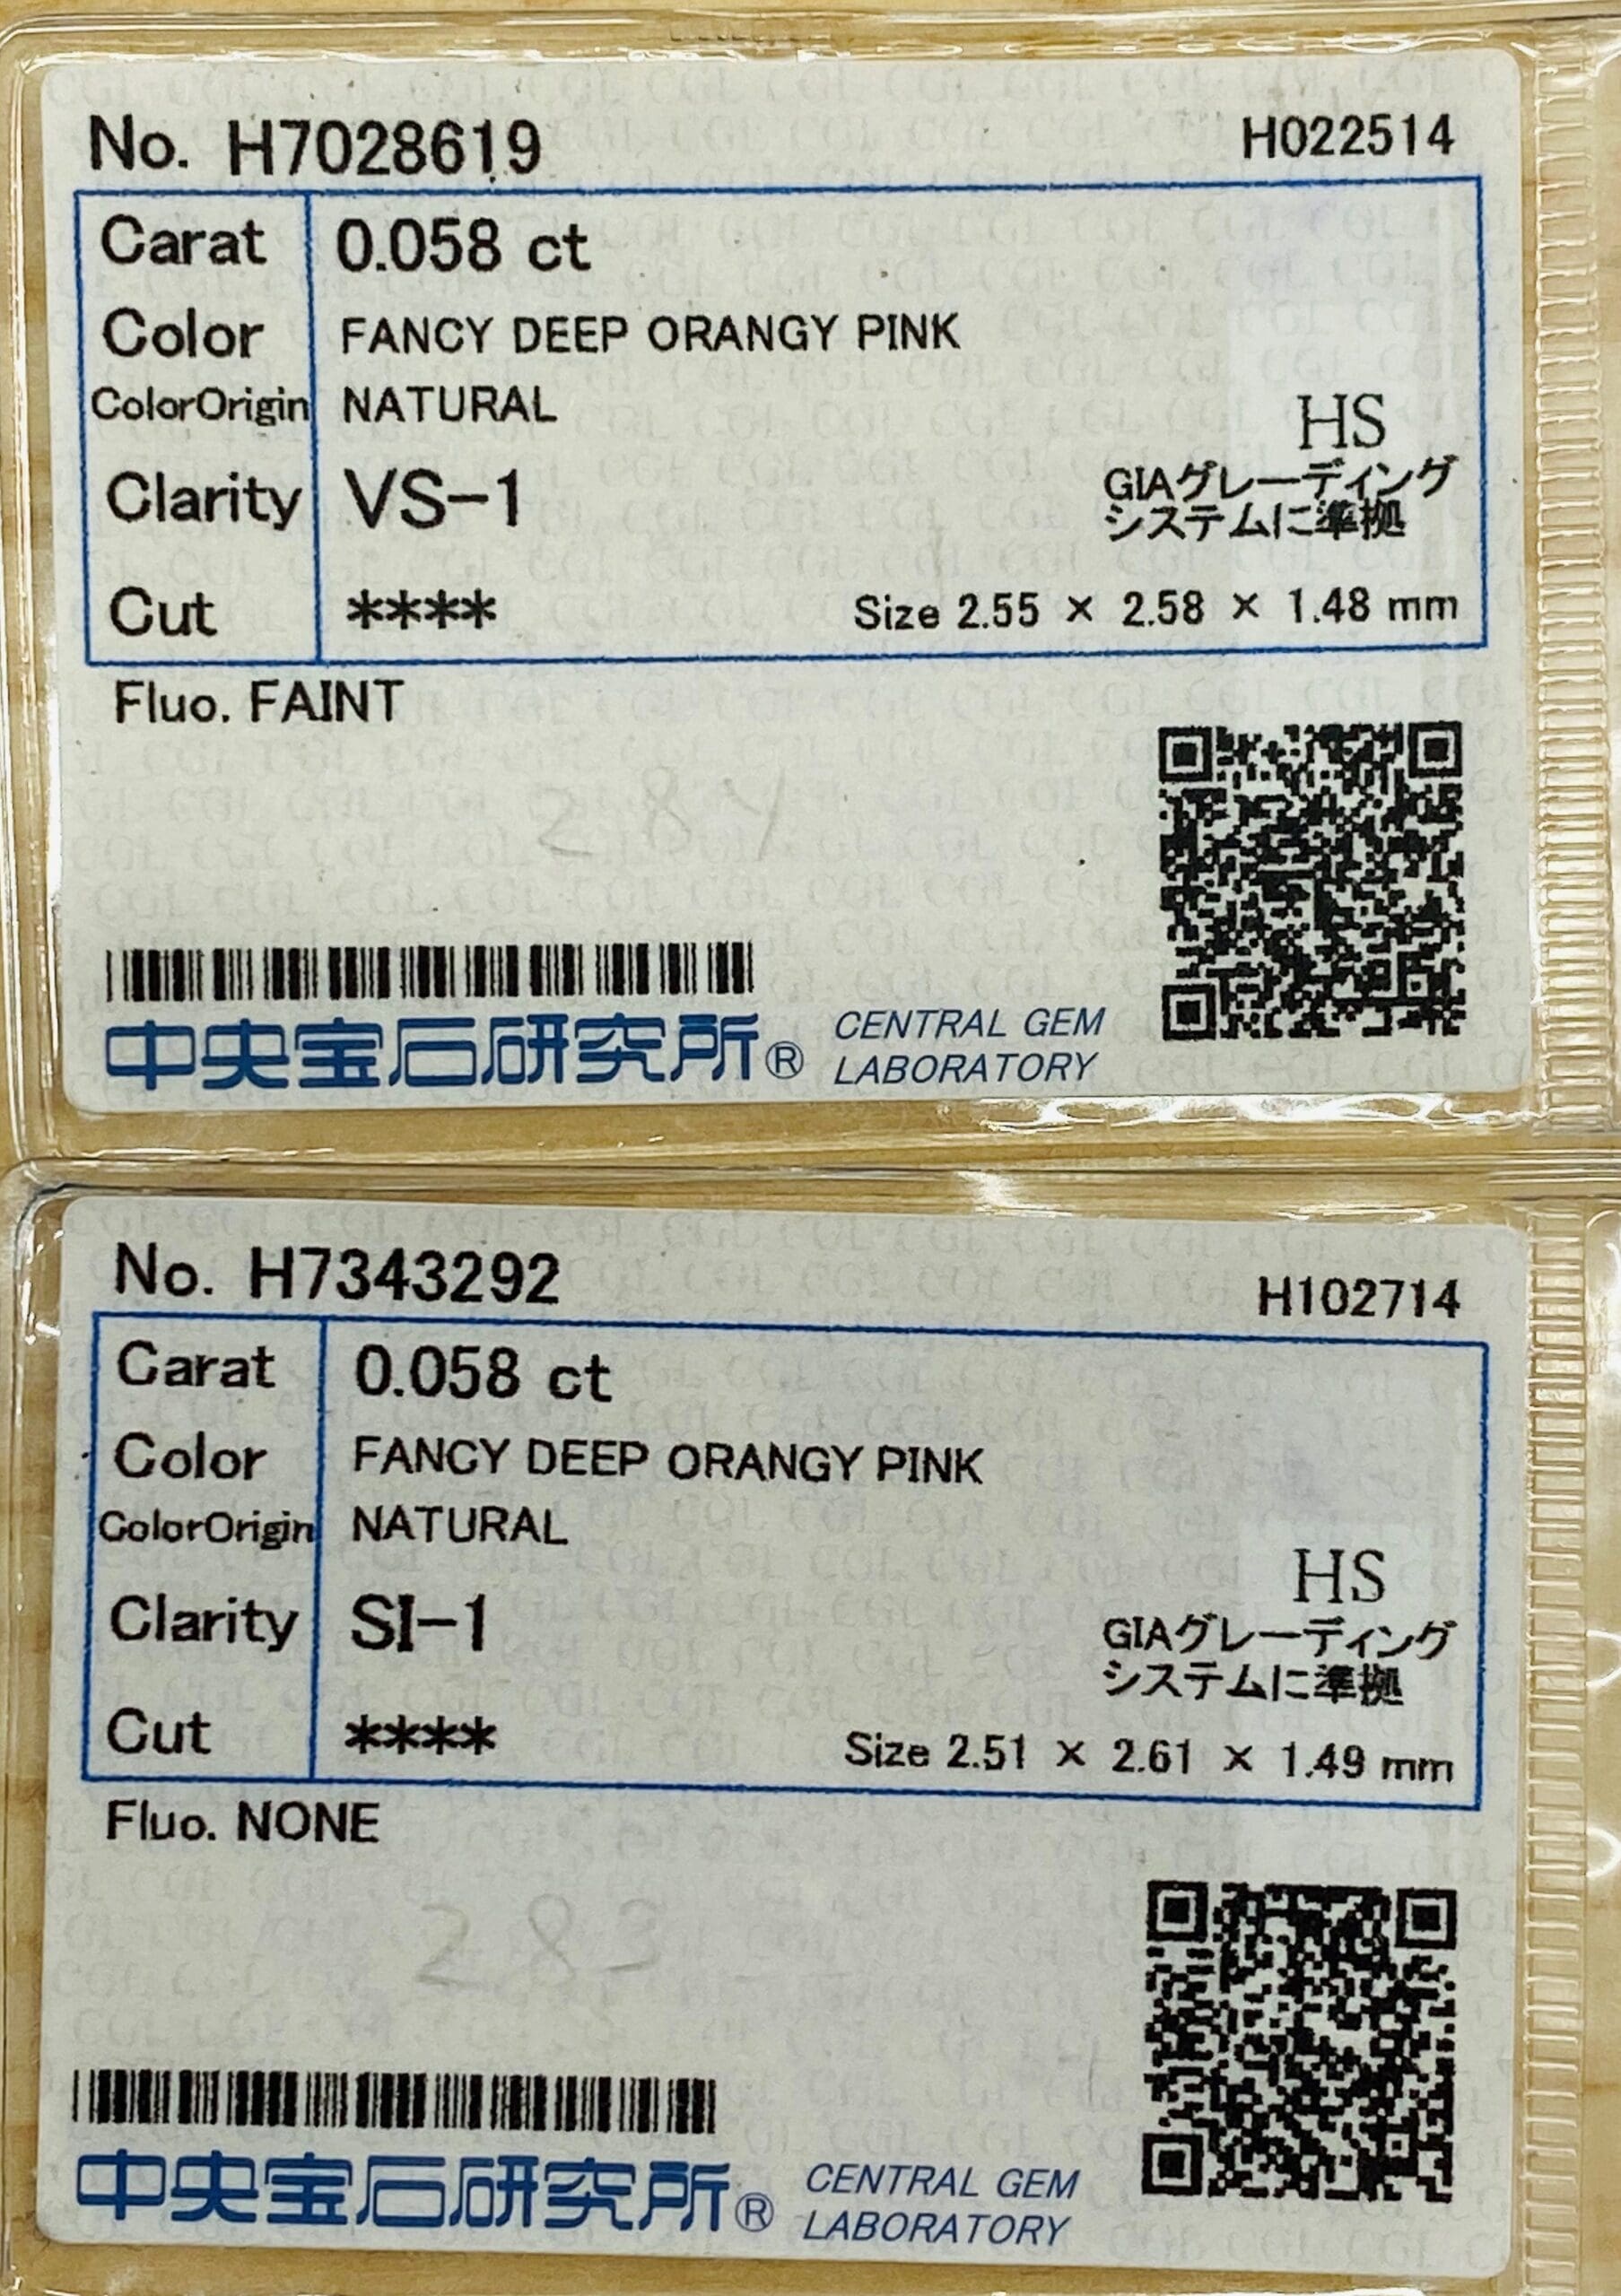 No. H7028619 H022514
Carat 0.058 ct
Color FANCY DEEP ORANGY PINK
ColorOrigin NATURAL
HS
Clarity VS-1 GIAグレーディング
システムに準拠
Cut **** Size 2.55 × 2.58 × 1.48 mm
Fluo. FAINT
中央宝石研究所® CENTRAL GEM
LABORATORY
No. H7343292 H102714
Carat 0.058 ct
Color FANCY DEEP ORANGY PINK
ColorOrigin NATURAL
HS
Clarity SI-1 GIAグレーディング
システムに準拠
Cut **** Size 2.51 × 2.61 × 1.49 mm
Fluo. NONE
283
中央宝石研究所® CENTRAL GEM
LABORATORY